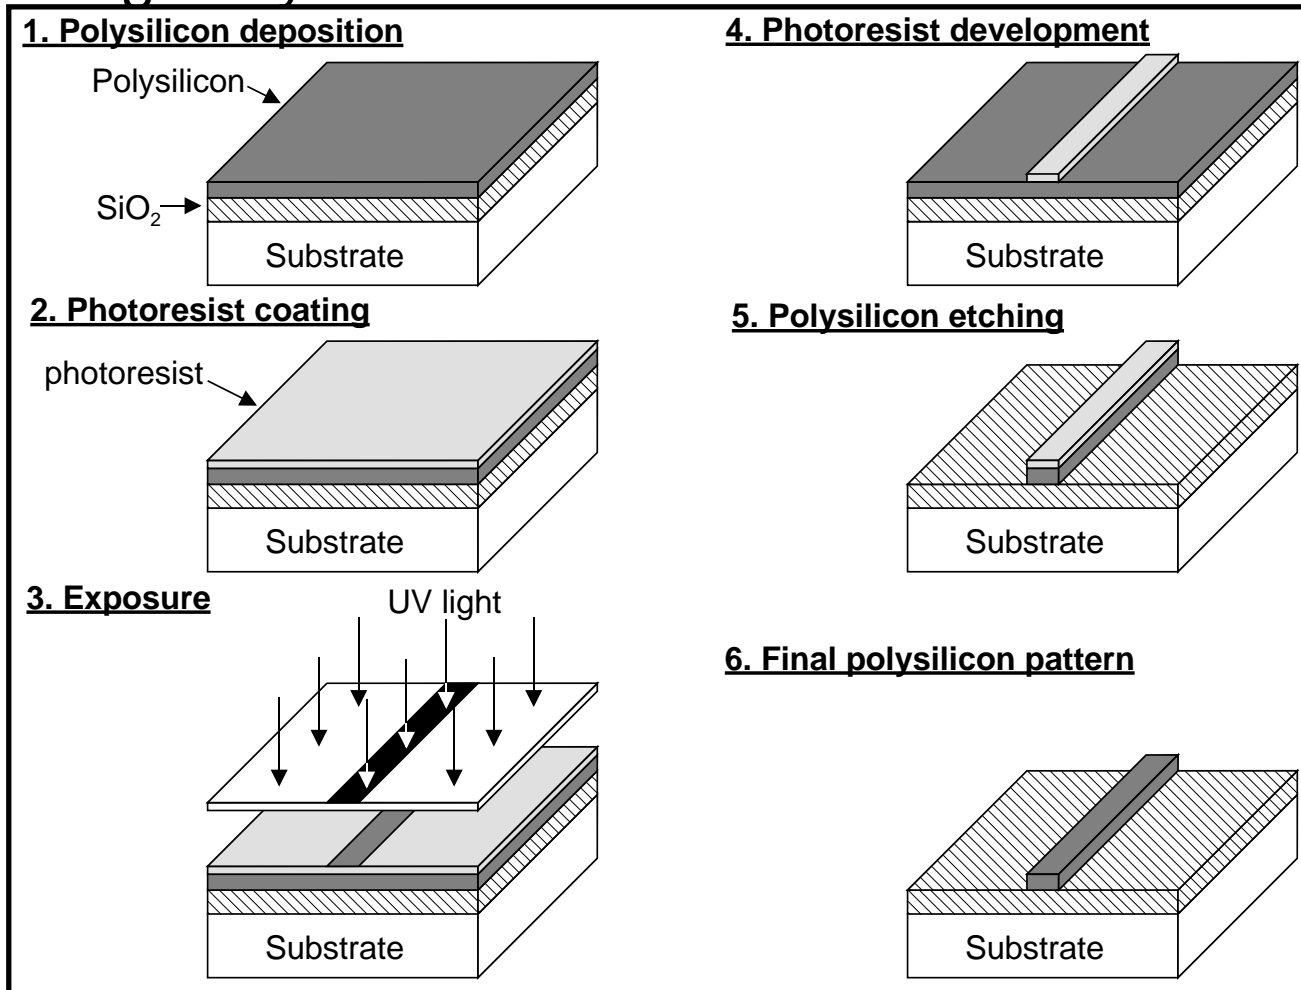 1. Polysilicon deposition
Polysilicon
SiO2
Substrate
2. Photoresist coating
photoresist
Substrate
3. Exposure
UV light
Substrate
4. Photoresist development
Substrate
5. Polysilicon etching
Substrate
6. Final polysilicon pattern
Substrate